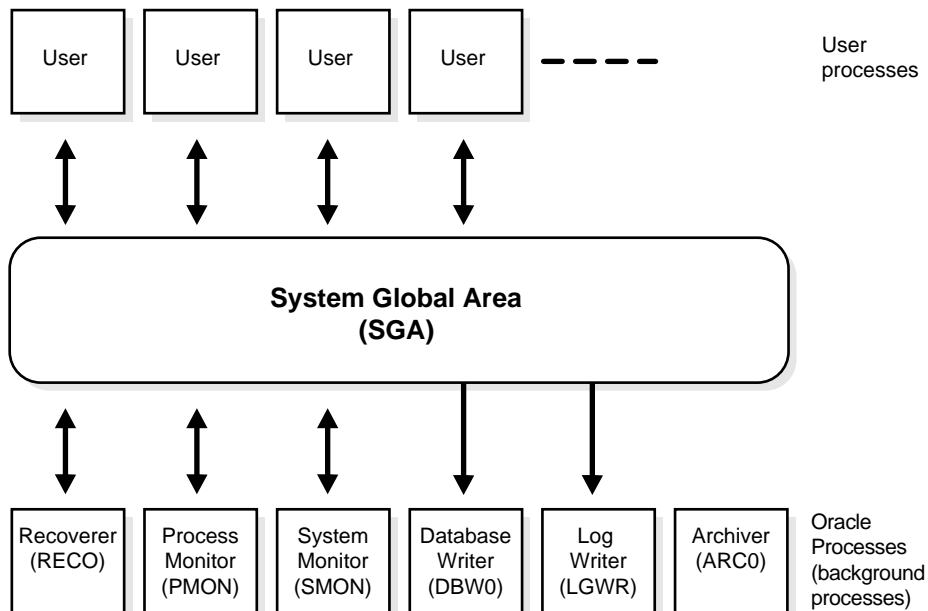 User
User
User
User
User
processes
System Global Area
(SGA)
Recoverer
(RECO)
Process
Monitor
(PMON)
System
Monitor
(SMON)
Database
Writer
(DBW0)
Log
Writer
(LGWR)
Archiver
(ARC0)
Oracle
Processes
(background
processes)